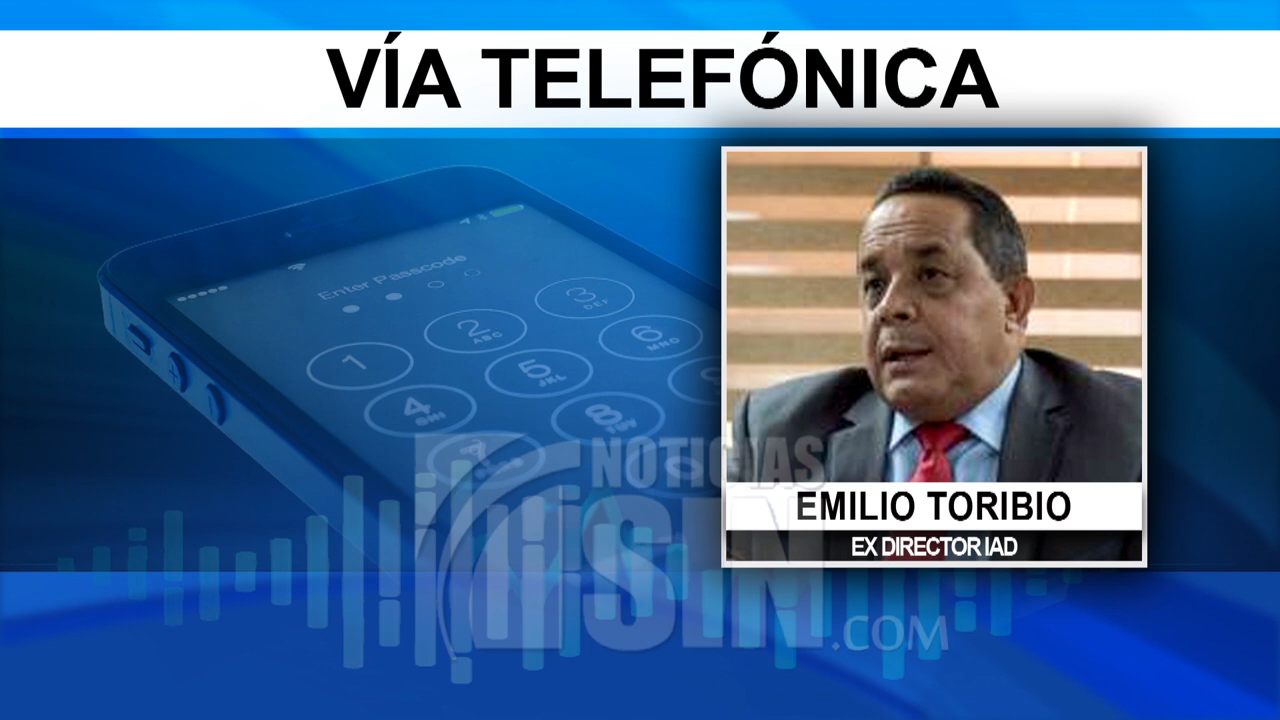 VÍA TELEFÓNICA
Enter Passcode
1
2
ABC
3
DEF
4
5
JKL
6
MNO
8
NOTICIAS
SIN
.COM
EMILIO TORIBIO
EX DIRECTOR IAD